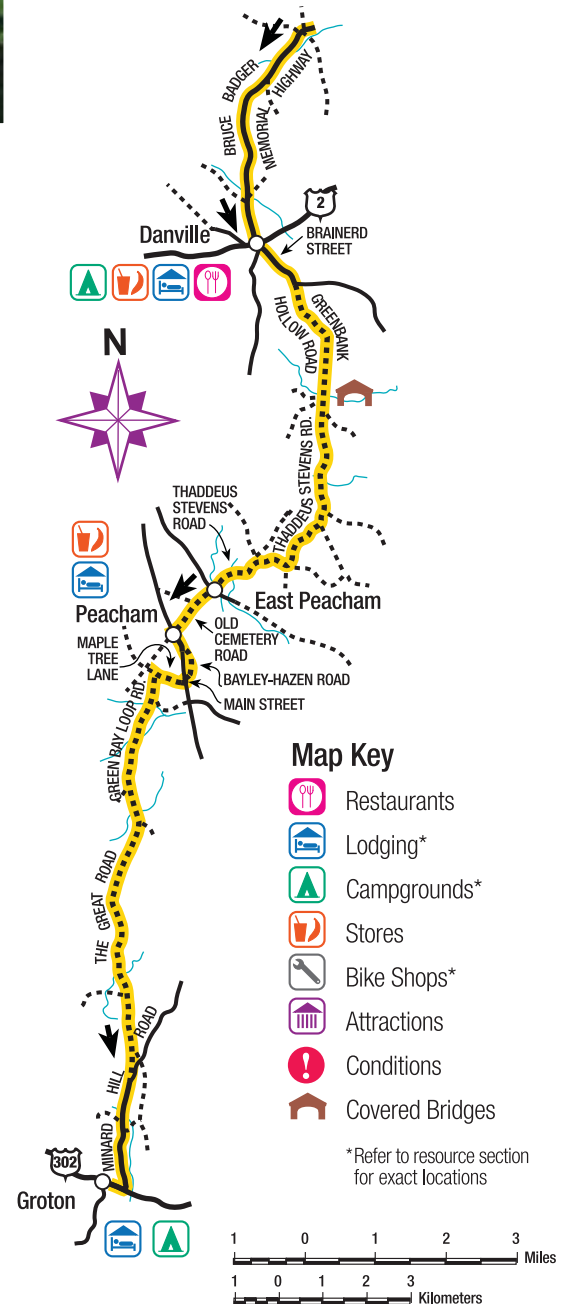 BRUCE BADGER
MEMORIAL HIGHWAY
2
Danville
BRAINERD
STREET
N
GREENBANK
HOLLOW ROAD
THADDEUS STEVENS RD.
THADDEUS
STEVENS
ROAD
East Peacham
Peacham
OLD
CEMETERY
ROAD
MAPLE
TREE
LANE
BAYLEY-HAZEN ROAD
MAIN STREET
GREEN BAY LOOP RD.
THE GREAT ROAD
MINARD HILL ROAD
302
Groton
Map Key
Restaurants
Lodging*
Campgrounds*
Stores
Bike Shops*
Attractions
! Conditions
Covered Bridges
*Refer to resource section
for exact locations
1 0 1 2 3 Miles
1 0 1 2 3 Kilometers